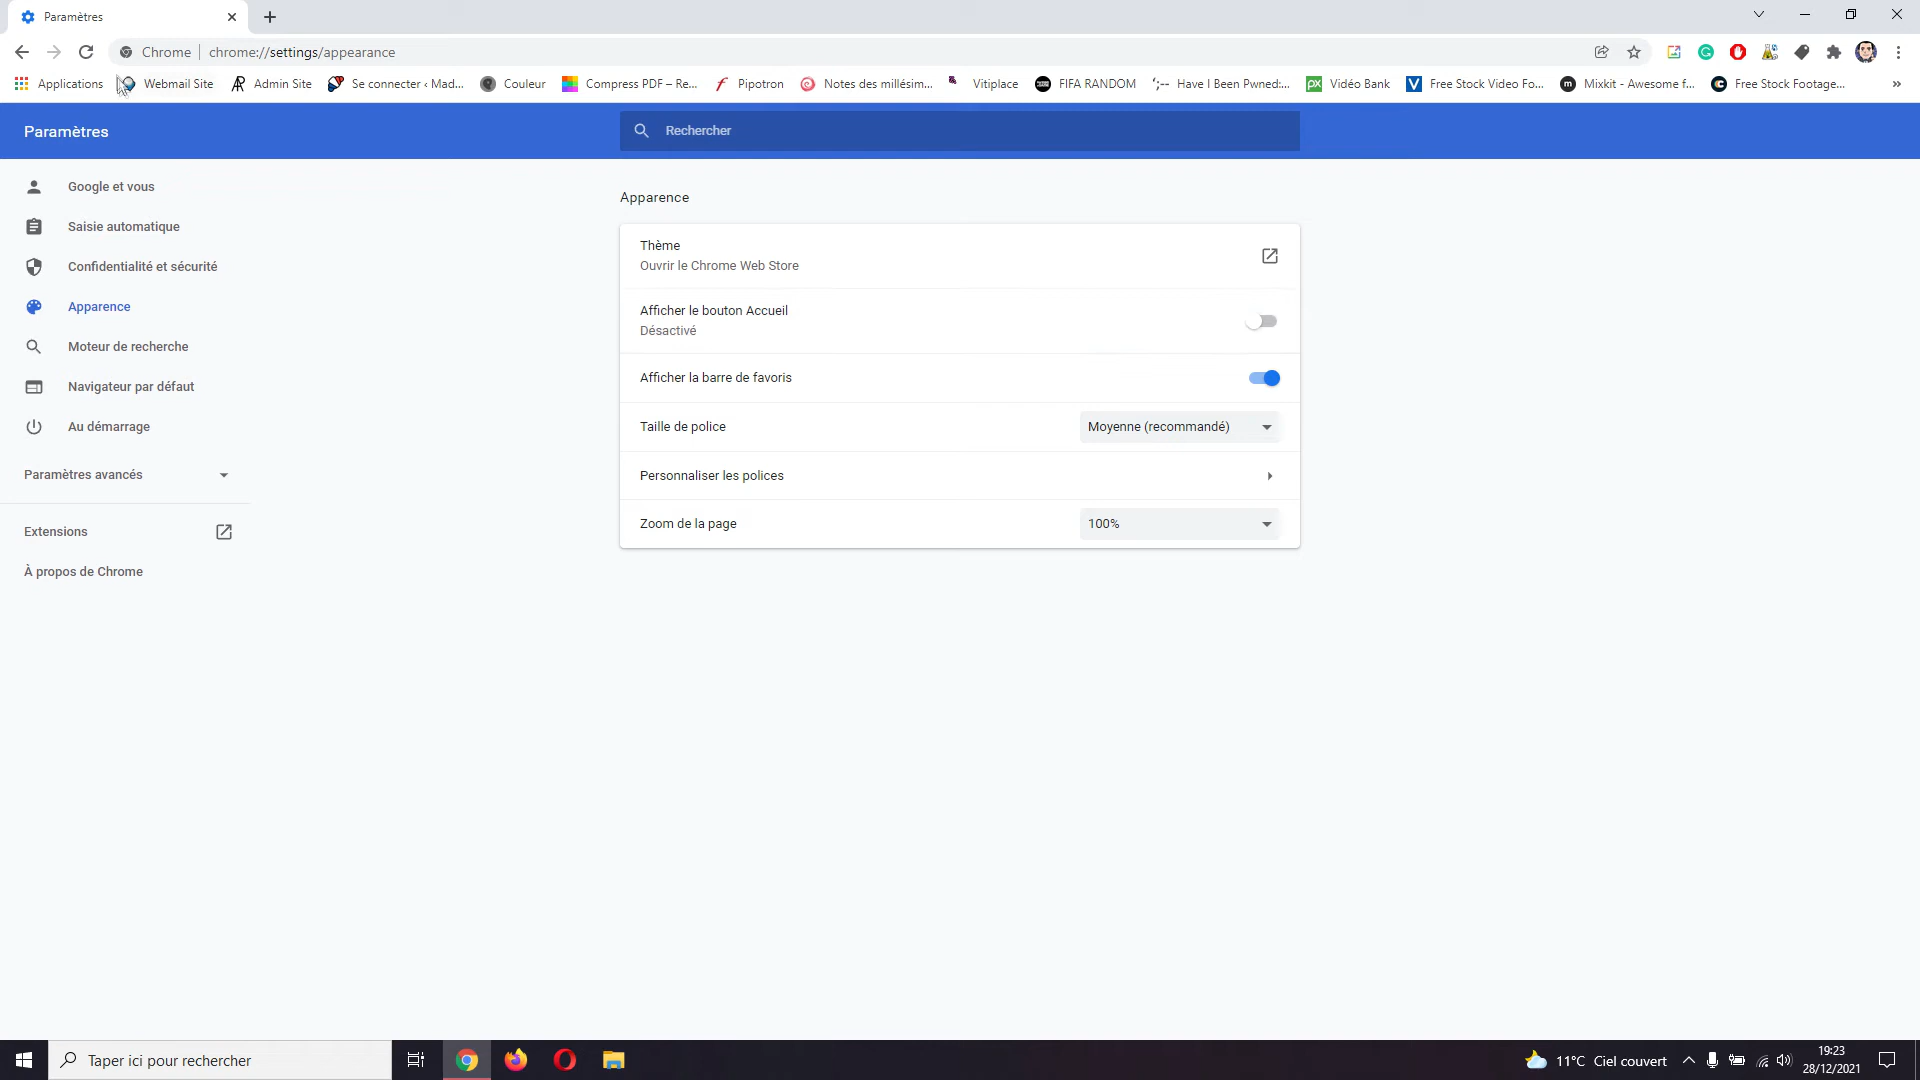 Paramètres
Chrome chrome://settings/appearance
Applications Webmail Site Admin Site Se connecter ‹ Mad... Couleur Compress PDF – Re... Pipotron Notes des millésim... Vitiplace FIFA RANDOM Have I Been Pwned:... Vidéo Bank Free Stock Video Fo... Mixkit - Awesome f... Free Stock Footage... »
Paramètres
Rechercher
Google et vous
Saisie automatique
Confidentialité et sécurité
Apparence
Moteur de recherche
Navigateur par défaut
Au démarrage
Paramètres avancés
Extensions
À propos de Chrome
Apparence
Thème
Ouvrir le Chrome Web Store
Afficher le bouton Accueil
Désactivé
Afficher la barre de favoris
Taille de police Moyenne (recommandé)
Personnaliser les polices
Zoom de la page 100%
Taper ici pour rechercher
11°C Ciel couvert
19:23
28/12/2021